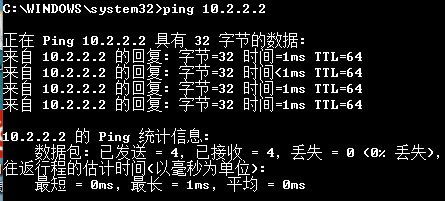 C:\WINDOWS\system32>ping 10.2.2.2
正在 Ping 10.2.2.2 具有 32 字节的数据:
来自 10.2.2.2 的回复: 字节=32 时间=1ms TTL=64
来自 10.2.2.2 的回复: 字节=32 时间<1ms TTL=64
来自 10.2.2.2 的回复: 字节=32 时间=1ms TTL=64
来自 10.2.2.2 的回复: 字节=32 时间=1ms TTL=64
10.2.2.2 的 Ping 统计信息:
数据包: 已发送 = 4，已接收 = 4，丢失 = 0 (0% 丢失)，
往返行程的估计时间(以毫秒为单位):
最短 = 0ms，最长 = 1ms，平均 = 0ms